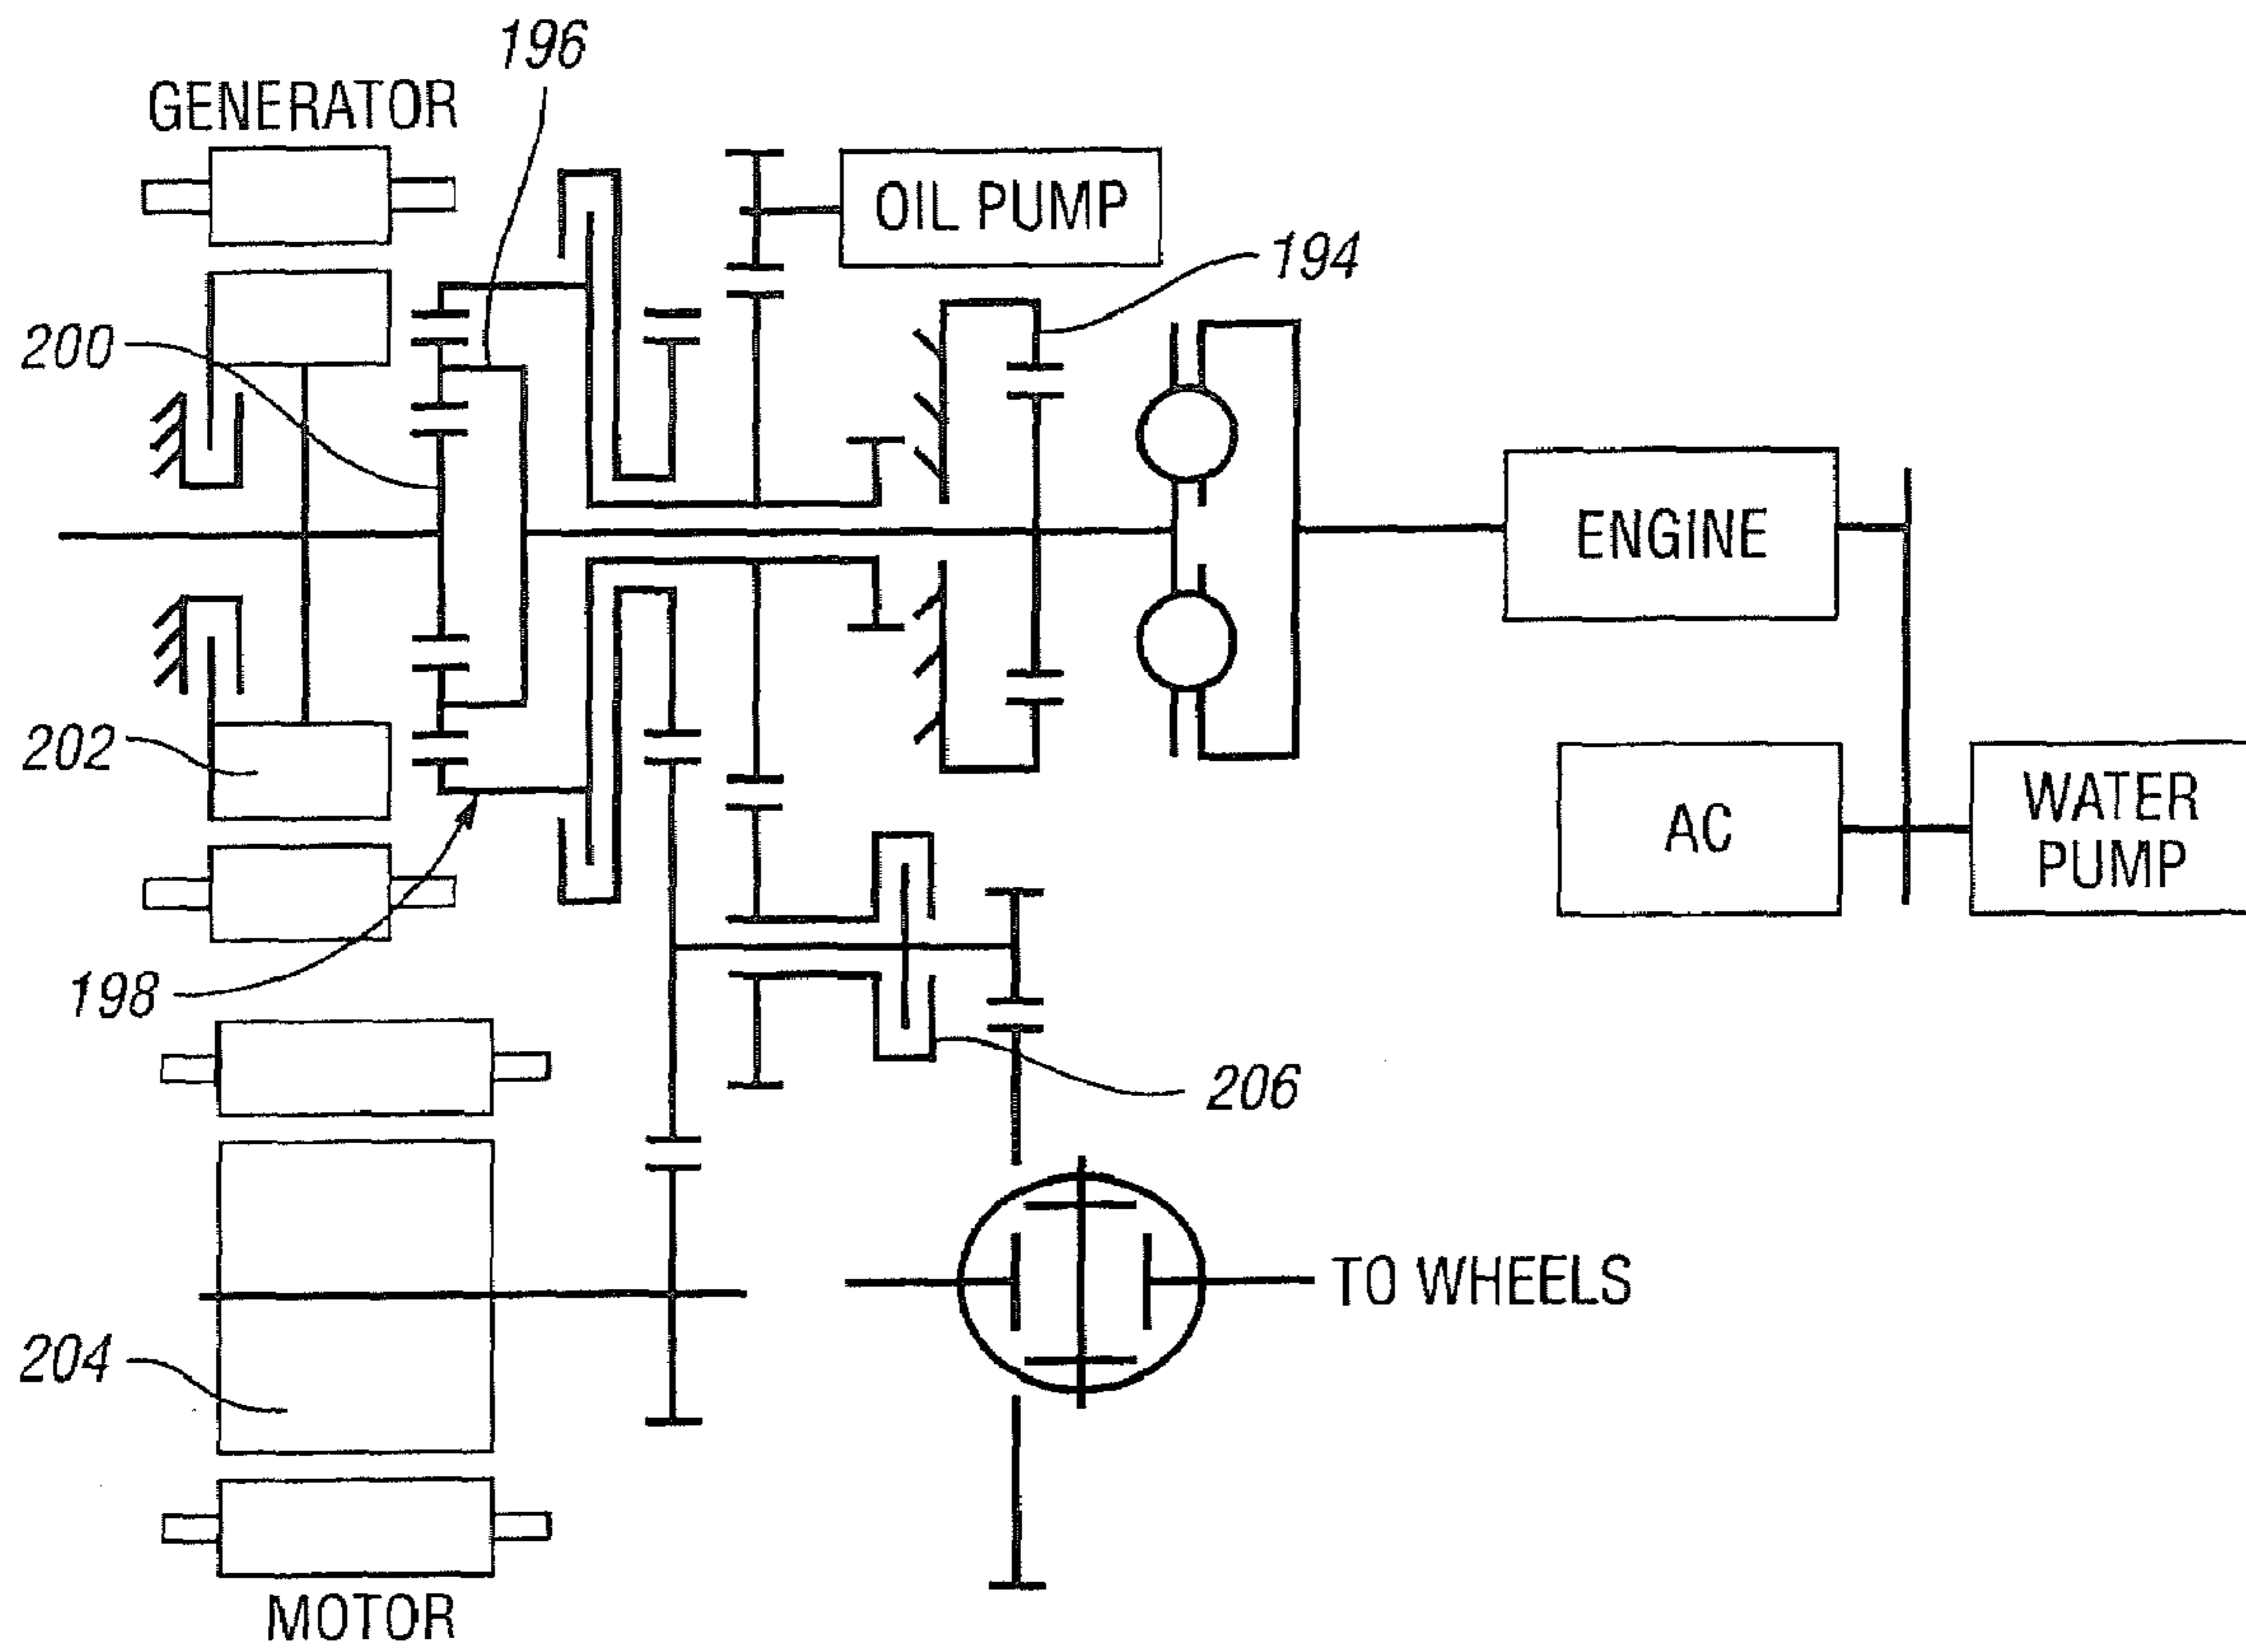 196
GENERATOR
OIL PUMP
194
200
ENGINE
202
AC
WATER
PUMP
198
206
TO WHEELS
204
MOTOR